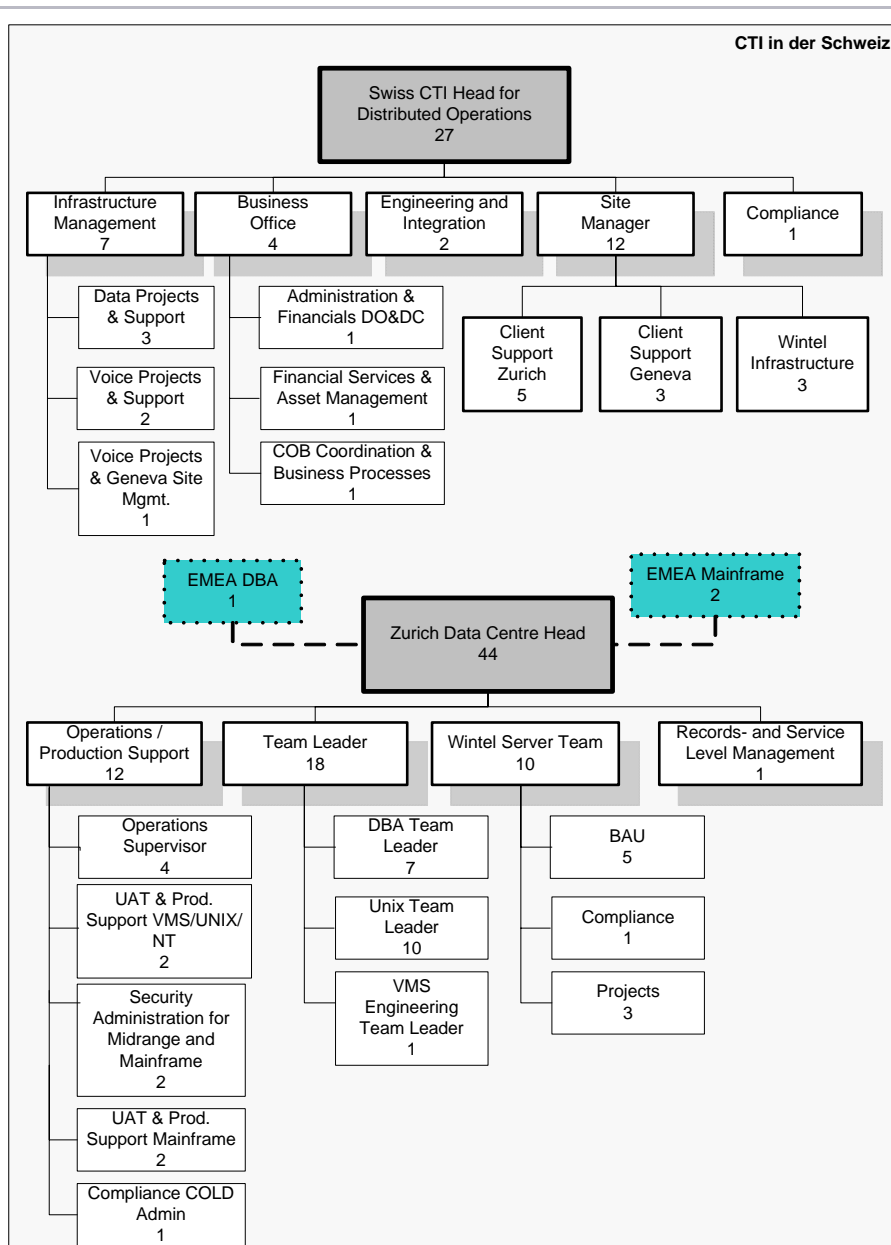 CTI in der Schweiz
Swiss CTI Head for
Distributed Operations
27
Infrastructure
Management
7
Business
Office
4
Engineering and
Integration
2
Site
Manager
12
Compliance
1
Data Projects
& Support
3
Voice Projects
& Support
2
Voice Projects
& Geneva Site
Mgmt.
1
Administration &
Financials DO&DC
1
Financial Services &
Asset Management
1
COB Coordination &
Business Processes
1
Client
Support
Zurich
5
Client
Support
Geneva
3
Wintel
Infrastructure
3
EMEA DBA
1
EMEA Mainframe
2
Zurich Data Centre Head
44
Operations /
Production Support
12
Team Leader
18
Wintel Server Team
10
Records- and Service
Level Management
1
Operations
Supervisor
4
UAT & Prod.
Support VMS/UNIX/
NT
2
Security
Administration for
Midrange and
Mainframe
2
UAT & Prod.
Support Mainframe
2
Compliance COLD
Admin
1
DBA Team
Leader
7
Unix Team
Leader
10
VMS
Engineering
Team Leader
1
BAU
5
Compliance
1
Projects
3